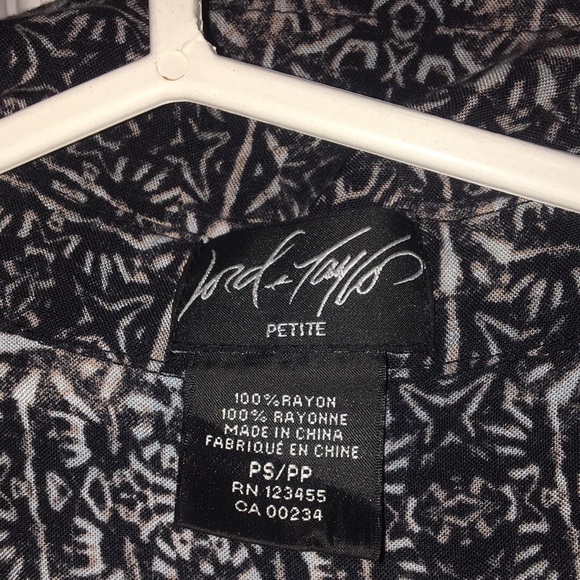 Lord & Taylor
PETITE
100% RAYON
100% RAYONNE
MADE IN CHINA
FABRIQUÉ EN CHINE
PS/PP
RN 123455
CA 00234